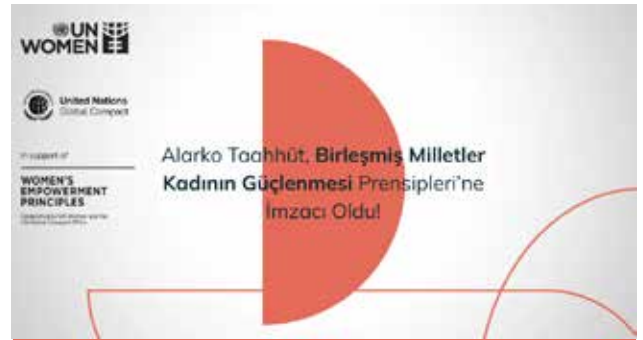 UN
WOMEN
United Nations
Global Compact
In support of
WOMEN'S
EMPOWERMENT
PRINCIPLES
Alarko Taahhüt, Birleşmiş Milletler
Kadının Güçlenmesi Prensipleri'ne
İmzacı Oldu!